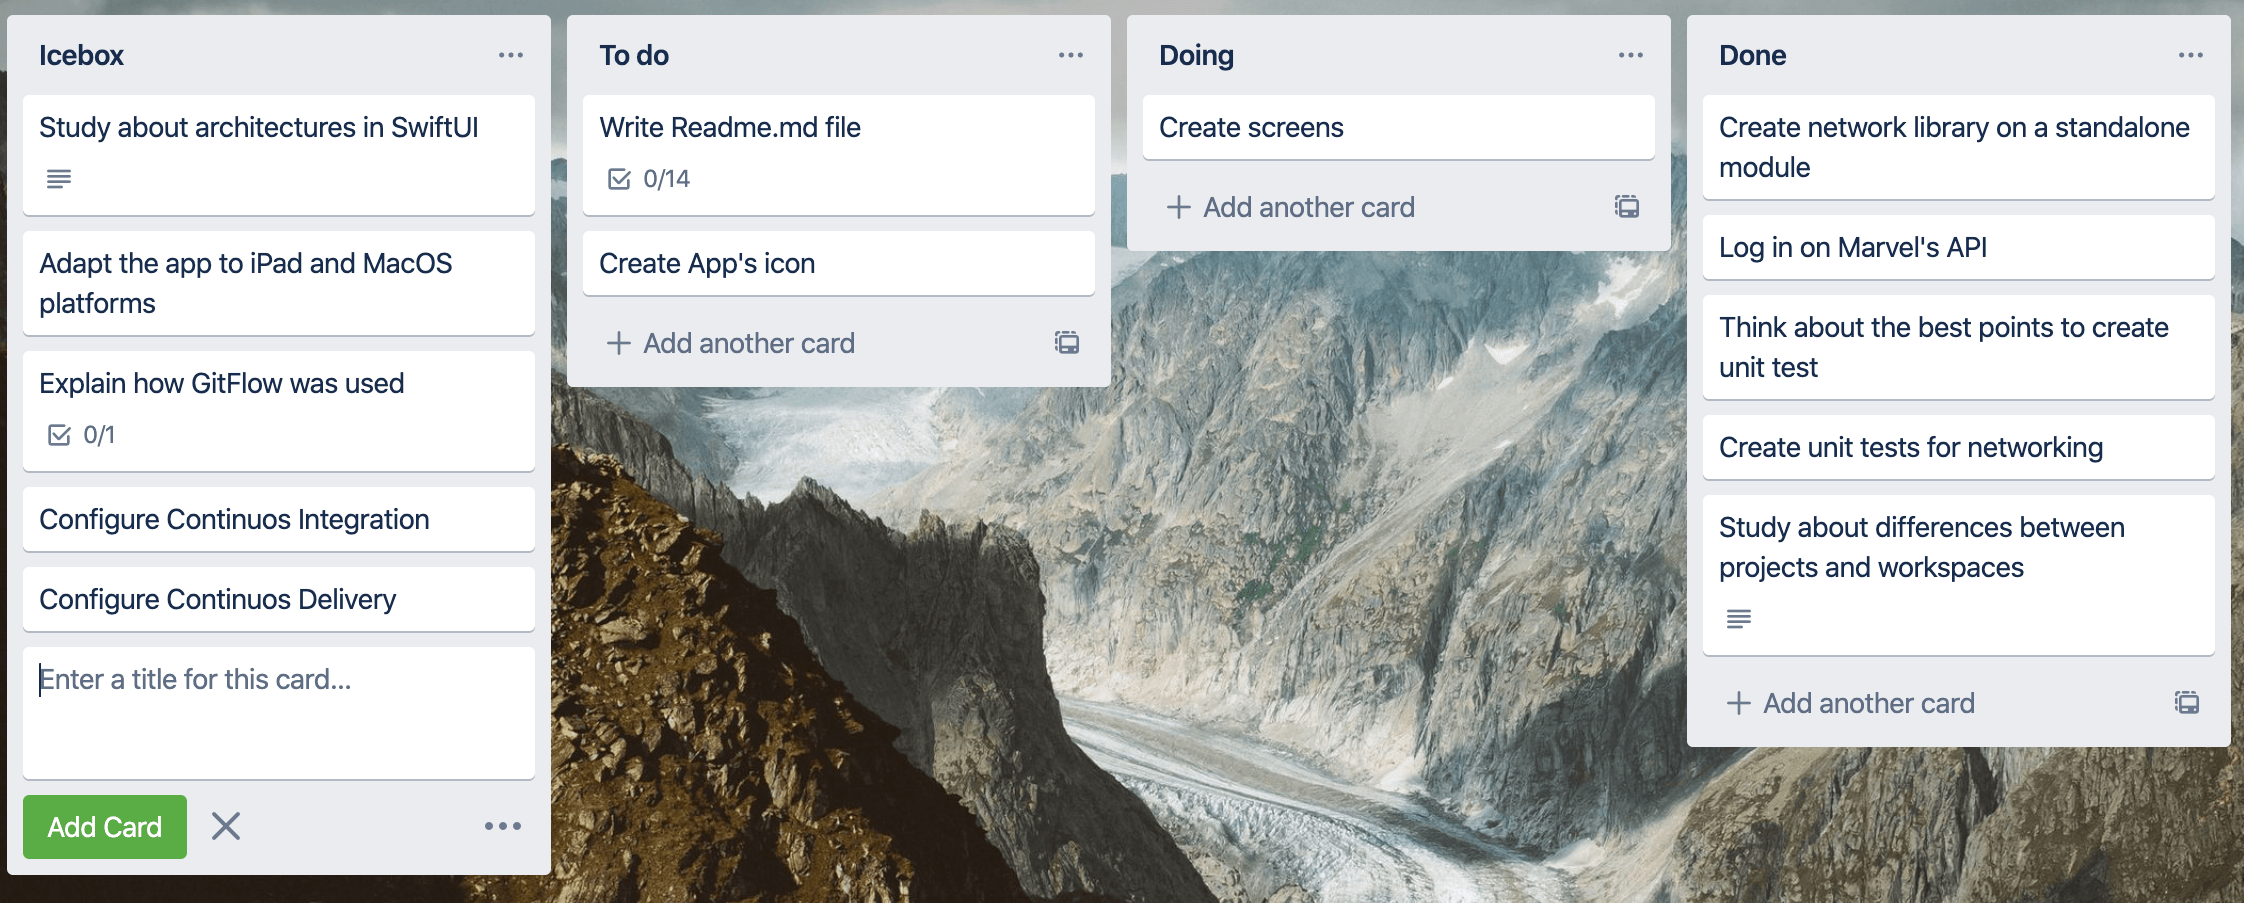 Icebox
Study about architectures in SwiftUI
Adapt the app to iPad and MacOS
platforms
Explain how GitFlow was used
0/1
Configure Continuos Integration
Configure Continuos Delivery
Enter a title for this card...
Add Card
To do
Write Readme.md file
0/14
Create App's icon
Add another card
Doing
Create screens
Add another card
Done
Create network library on a standalone
module
Log in on Marvel's API
Think about the best points to create
unit test
Create unit tests for networking
Study about differences between
projects and workspaces
Add another card